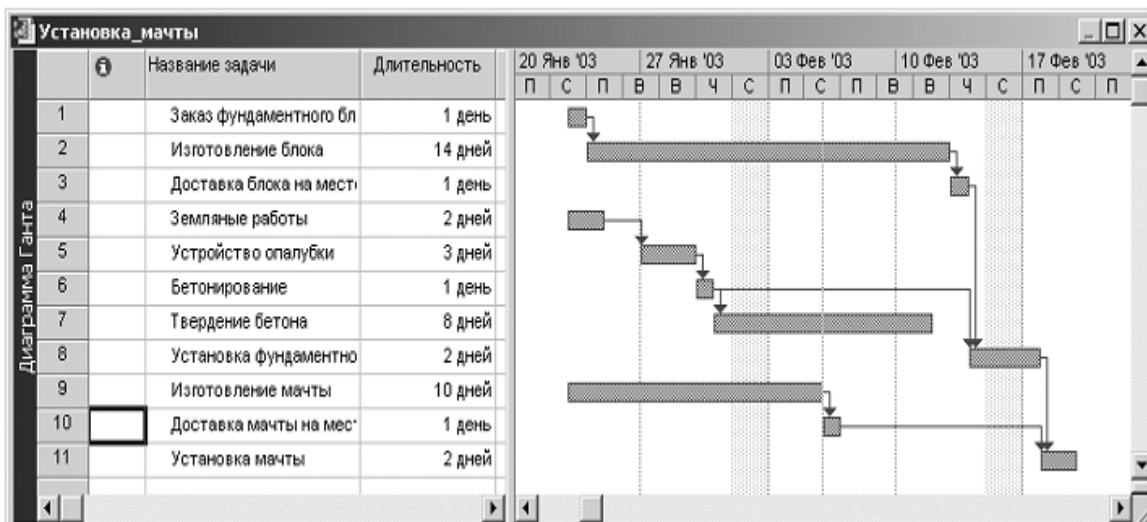 Установка_мачты
Название задачи Длительность 20 Янв '03 27 Янв '03 03 Фев '03 10 Фев '03 17 Фев '03
П С П В В Ч С П С П В В Ч С П С П
1 Заказ фундаментного бл 1 день
2 Изготовление блока 14 дней
3 Доставка блока на мест 1 день
4 Земляные работы 2 дней
5 Устройство опалубки 3 дней
6 Бетонирование 1 день
7 Твердение бетона 8 дней
8 Установка фундаментно 2 дней
9 Изготовление мачты 10 дней
10 Доставка мачты на мес 1 день
11 Установка мачты 2 дней
Диаграмма Ганта